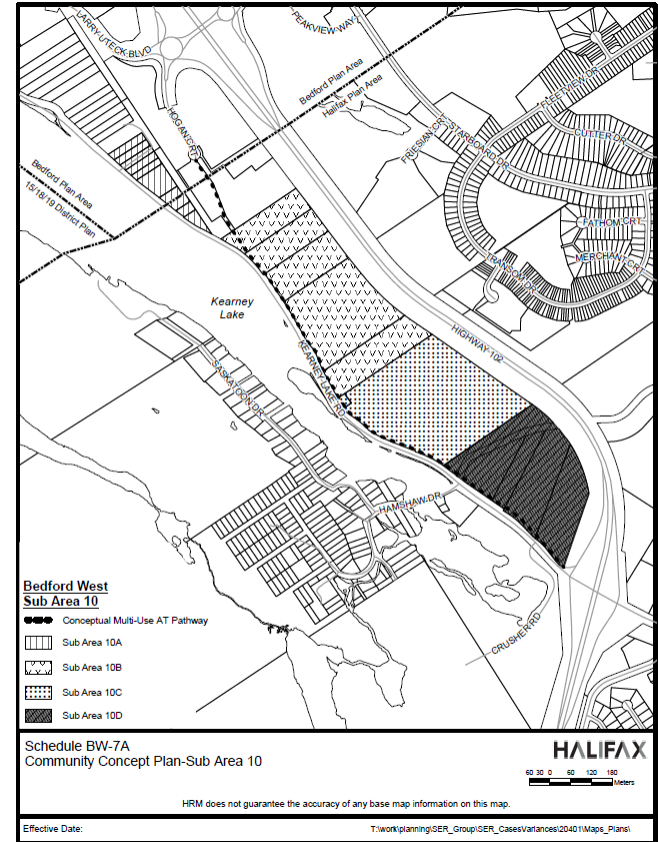 LARRY UTECK BLVD
PEAKVIEW WAY
Bedford Plan Area
Halifax Plan Area
HOGAN CRT
FLEETVIEW DR
CUTTER DR
FRIESIAN CRT
STARBOARD DR
Bedford Plan Area
15/18/19 District Plan
FATHOM CRT
MERCHANT CRT
TRANSOM DR
Kearney
Lake
HIGHWAY 102
KEARNEY LAKE RD
SASKATOON DR
HAMSHAW DR
CRUSHER RD
Bedford West
Sub Area 10
Conceptual Multi-Use AT Pathway
Sub Area 10A
Sub Area 10B
Sub Area 10C
Sub Area 10D
Schedule BW-7A
Community Concept Plan-Sub Area 10
HALIFAX
60 30 0 60 120 180
Meters
HRM does not guarantee the accuracy of any base map information on this map.
Effective Date:
T:\work\planning\SER_Group\SER_CasesVariances\20401\Maps_Plans\